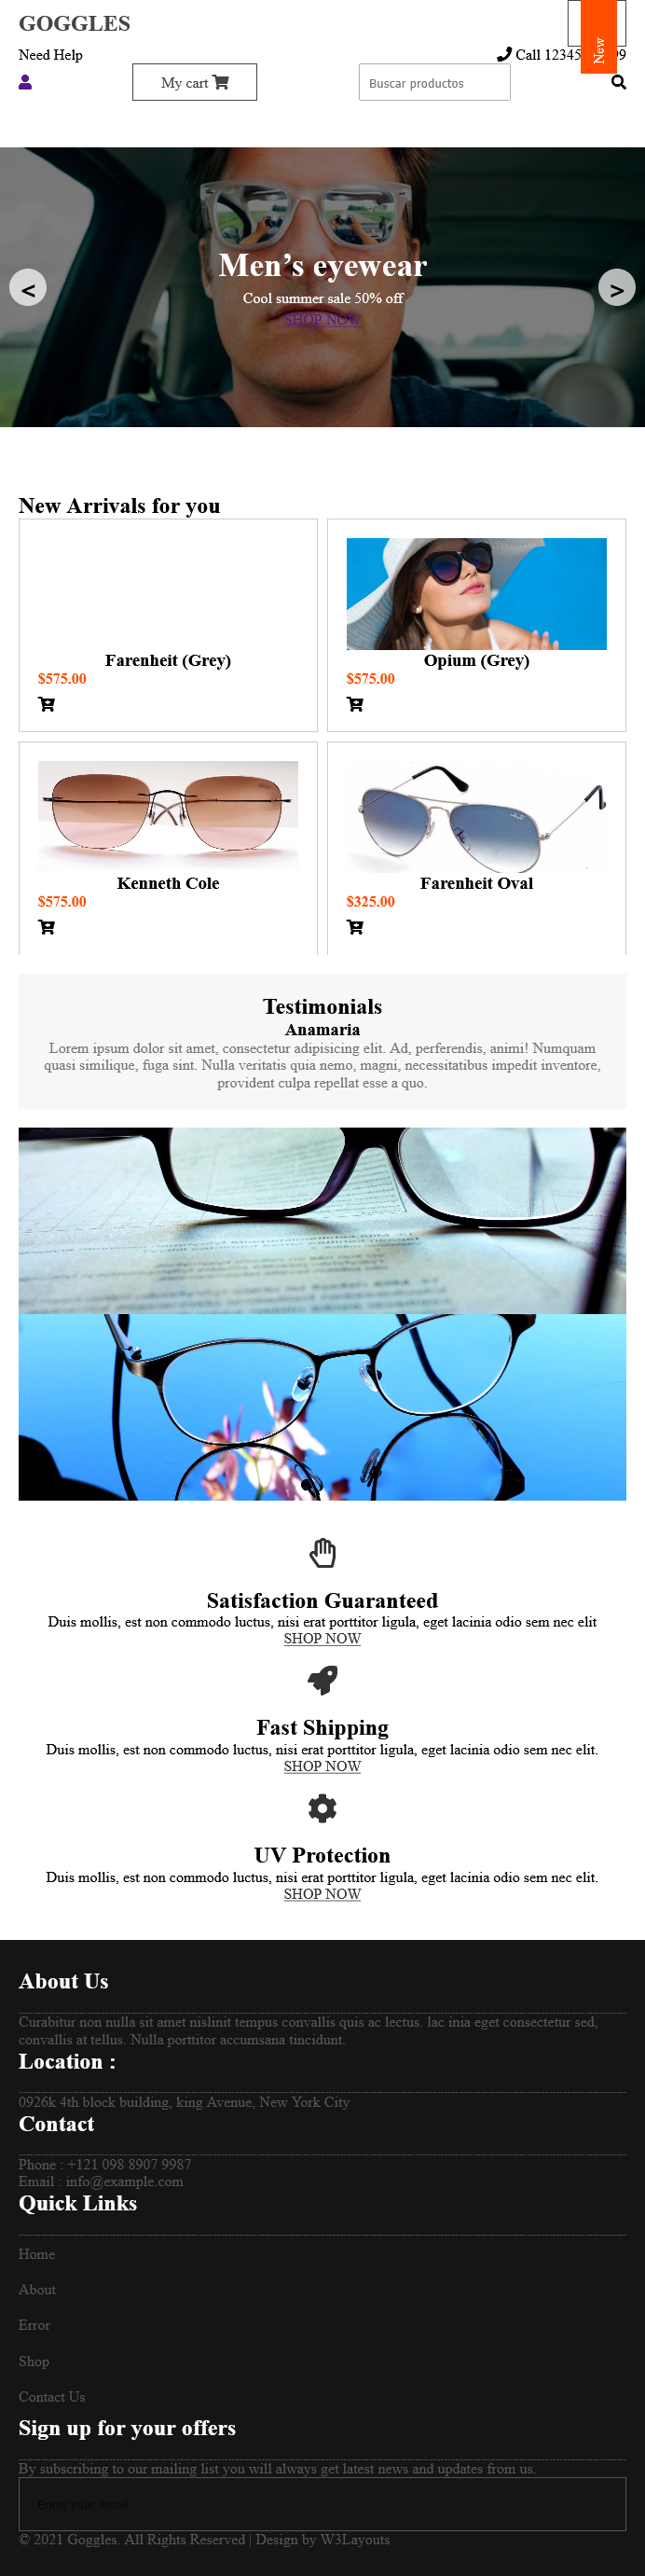 GOGGLES
New
Need Help
Call 12345
99
My cart
Buscar productos
Men’s eyewear
Cool summer sale 50% off
SHOP NOW
<
>
New Arrivals for you
Farenheit (Grey)
$575.00
Opium (Grey)
$575.00
Kenneth Cole
$575.00
Farenheit Oval
$325.00
Testimonials
Anamaria
Lorem ipsum dolor sit amet, consectetur adipisicing elit. Ad, perferendis, animi! Numquam
quasi similique, fuga sint. Nulla veritatis quia nemo, magni, necessitatibus impedit inventore,
provident culpa repellat esse a quo.
Satisfaction Guaranteed
Duis mollis, est non commodo luctus, nisi erat porttitor ligula, eget lacinia odio sem nec elit
SHOP NOW
Fast Shipping
Duis mollis, est non commodo luctus, nisi erat porttitor ligula, eget lacinia odio sem nec elit.
SHOP NOW
UV Protection
Duis mollis, est non commodo luctus, nisi erat porttitor ligula, eget lacinia odio sem nec elit.
SHOP NOW
About Us
Curabitur non nulla sit amet nislinit tempus convallis quis ac lectus. lac inia eget consectetur sed,
convallis at tellus. Nulla porttitor accumsana tincidunt.
Location :
0926k 4th block building, king Avenue, New York City
Contact
Phone : +121 098 8907 9987
Email : info@example.com
Quick Links
Home
About
Error
Shop
Contact Us
Sign up for your offers
By subscribing to our mailing list you will always get latest news and updates from us.
Enter your email
© 2021 Goggles. All Rights Reserved | Design by W3Layouts